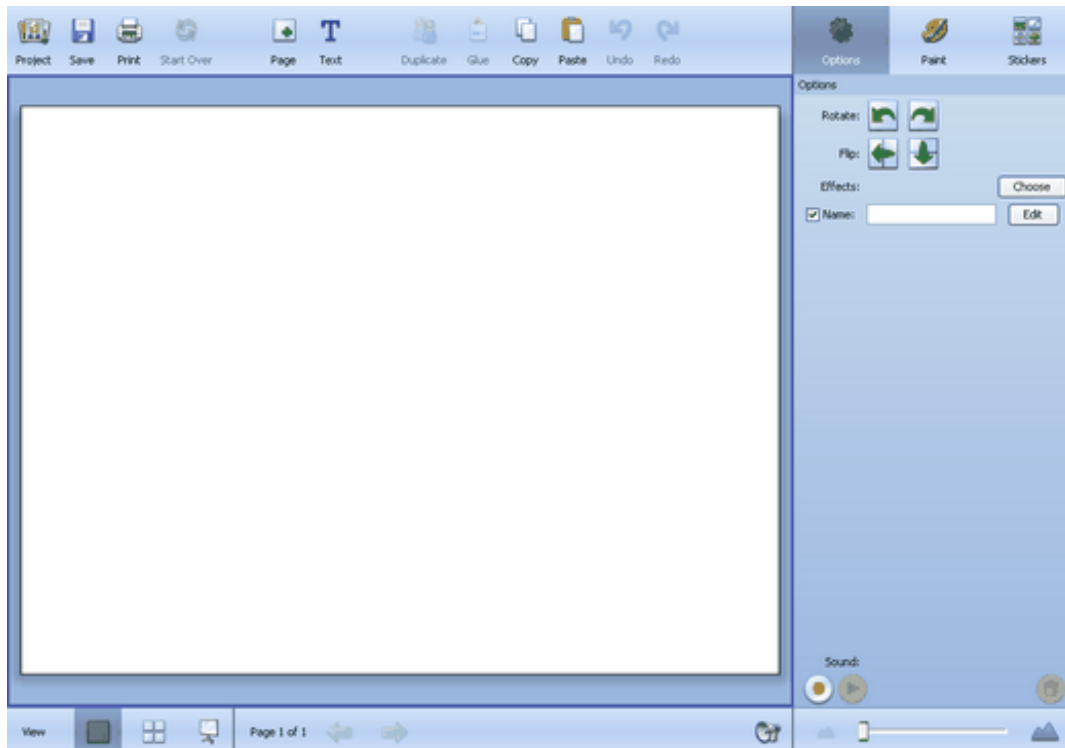 Project Save Print Start Over Page Text Duplicate Glue Copy Paste Undo Redo Options Paint Stickers
Options
Rotate:
Flip:
Effects: Choose
Name: Edit
Sound:
View Page 1 of 1